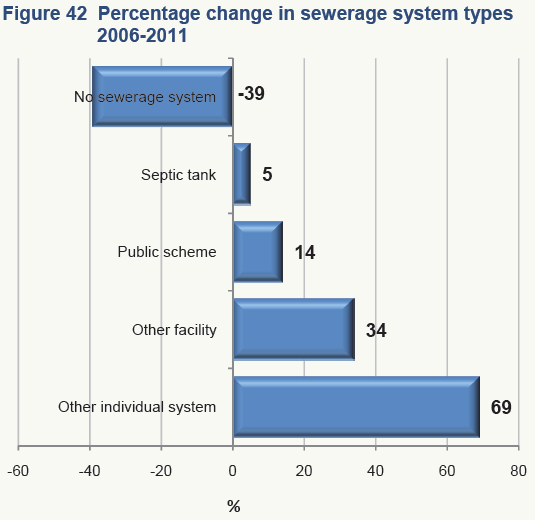 Figure 42 Percentage change in sewerage system types
2006-2011
No sewerage system -39
Septic tank 5
Public scheme 14
Other facility 34
Other individual system 69
-60 -40 -20 0 20 40 60 80
%